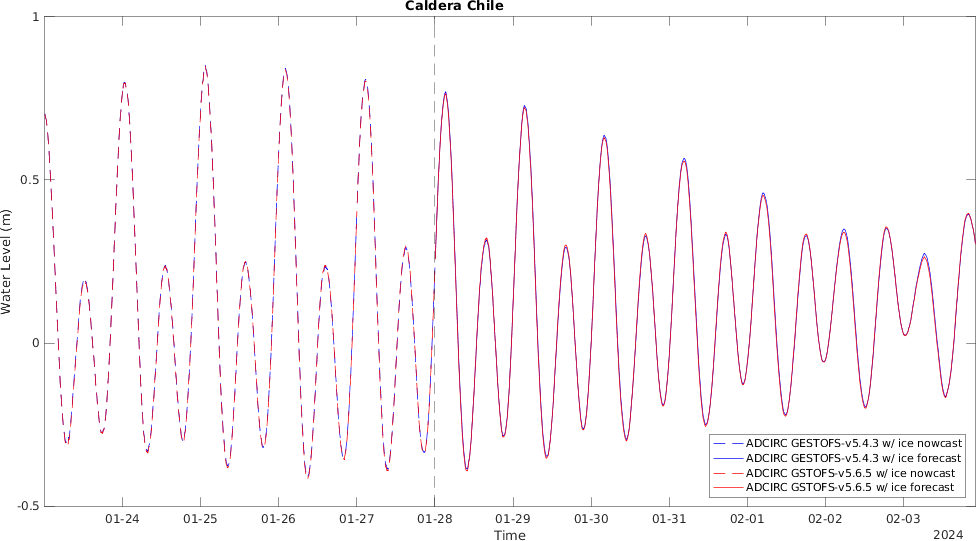 Caldera Chile
1
0.5
0
-0.5
Water Level (m)
01-24
01-25
01-26
01-27
01-28
01-29
01-30
01-31
02-01
02-02
02-03
Time
2024
ADCIRC GESTOFS-v5.4.3 w/ ice nowcast
ADCIRC GESTOFS-v5.4.3 w/ ice forecast
ADCIRC GSTOFS-v5.6.5 w/ ice nowcast
ADCIRC GSTOFS-v5.6.5 w/ ice forecast